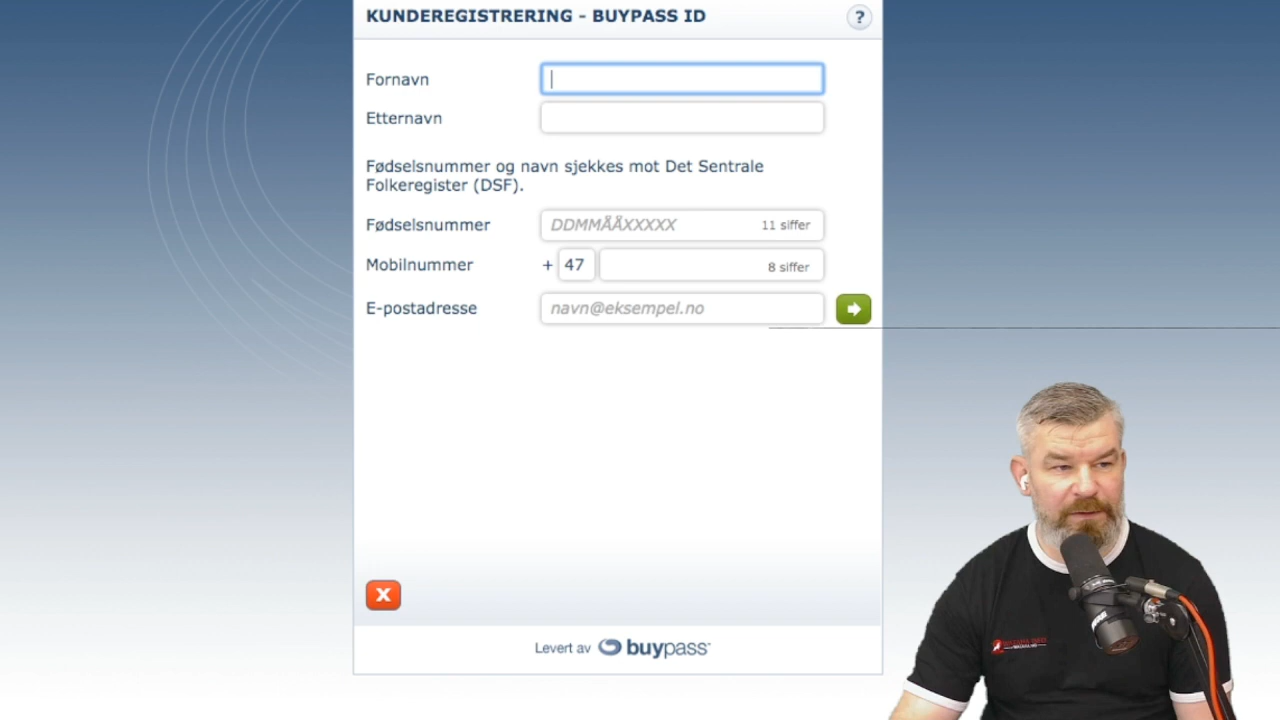 KUNDEREGISTRERING - BUYPASS ID
?
Fornavn
Etternavn
Fødselsnummer og navn sjekkes mot Det Sentrale
Folkeregister (DSF).
Fødselsnummer DDMMÅÅXXXXX 11 siffer
Mobilnummer + 47 8 siffer
E-postadresse navn@eksempel.no
Levert av buypass